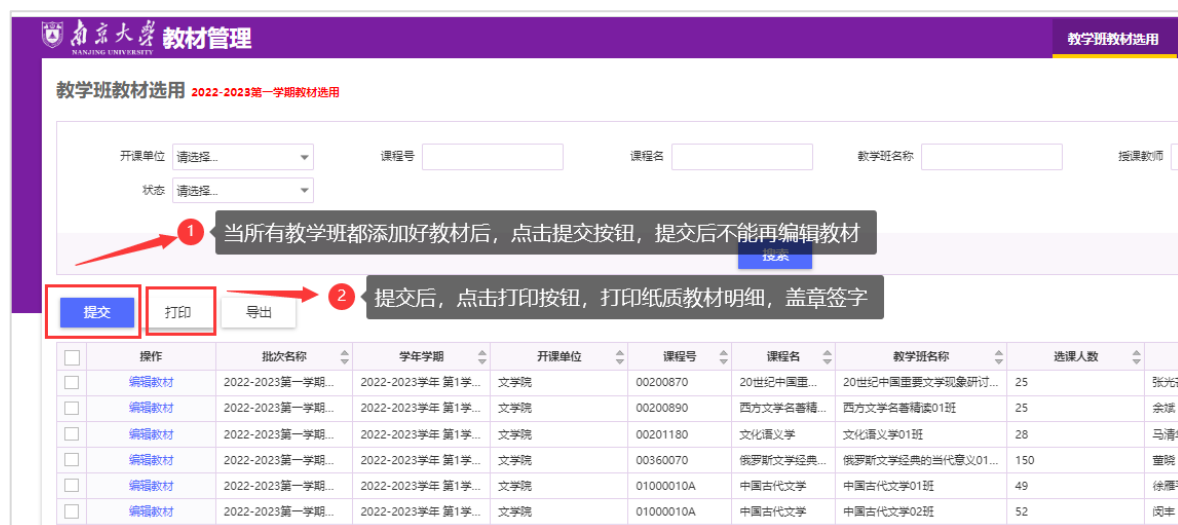 南京大学 教材管理
NANJING UNIVERSITY
教学班教材选用
教学班教材选用 2022-2023第一学期教材选用
开课单位 请选择... 课程号 课程名 教学班名称 授课教师
状态 请选择...
1 当所有教学班都添加好教材后，点击提交按钮，提交后不能再编辑教材
搜索
2 提交后，点击打印按钮，打印纸质教材明细，盖章签字
提交 打印 导出
操作 批次名称 学年学期 开课单位 课程号 课程名 教学班名称 选课人数
编辑教材 2022-2023第一学期... 2022-2023学年 第1学... 文学院 00200870 20世纪中国重... 20世纪中国重要文学现象研讨... 25 张光
编辑教材 2022-2023第一学期... 2022-2023学年 第1学... 文学院 00200890 西方文学名著精... 西方文学名著精读01班 25 余斌
编辑教材 2022-2023第一学期... 2022-2023学年 第1学... 文学院 00201180 文化语义学 文化语义学01班 28 马清
编辑教材 2022-2023第一学期... 2022-2023学年 第1学... 文学院 00360070 俄罗斯文学经典... 俄罗斯文学经典的当代意义01... 150 董晓
编辑教材 2022-2023第一学期... 2022-2023学年 第1学... 文学院 01000010A 中国古代文学 中国古代文学01班 49 徐雁
编辑教材 2022-2023第一学期... 2022-2023学年 第1学... 文学院 01000010A 中国古代文学 中国古代文学02班 52 闵丰